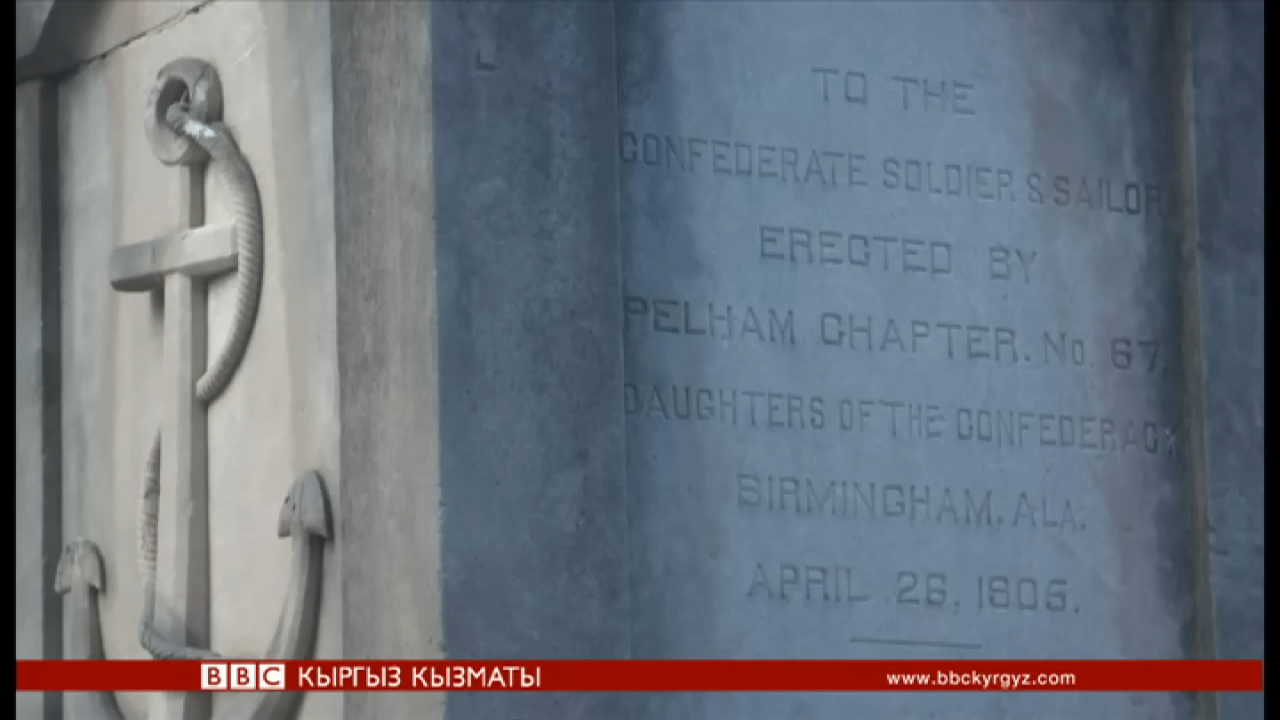 TO THE
CONFEDERATE SOLDIER & SAILOR
ERECTED BY
PELHAM CHAPTER. No. 67,
DAUGHTERS OF THE CONFEDERACY
BIRMINGHAM. ALA.
APRIL 26, 1905.
BBC КЫРГЫЗ КЫЗМАТЫ
www.bbckyrgyz.com